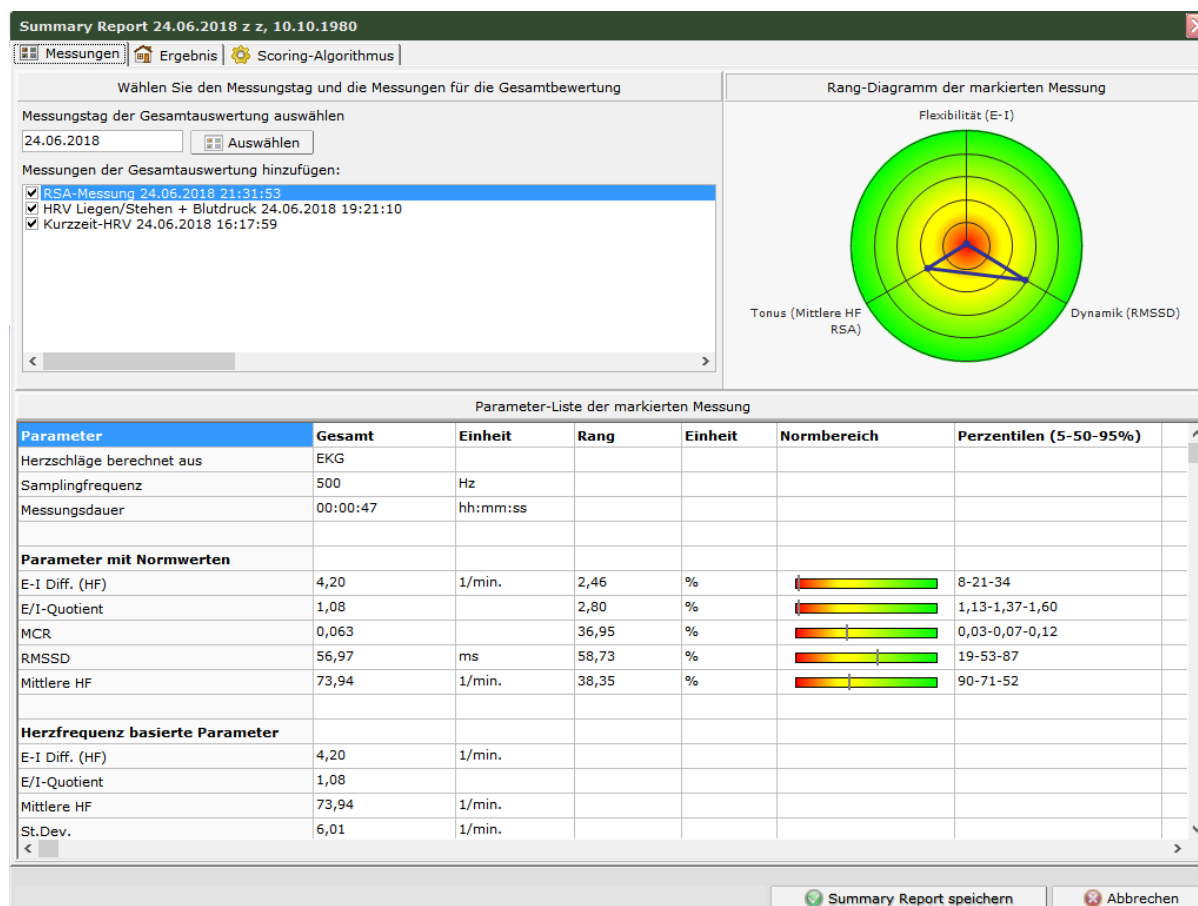 Summary Report 24.06.2018 z z, 10.10.1980
Messungen Ergebnis Scoring-Algorithmus
Wählen Sie den Messungstag und die Messungen für die Gesamtbewertung
Messungstag der Gesamtauswertung auswählen
24.06.2018 Auswählen
Messungen der Gesamtauswertung hinzufügen:
RSA-Messung 24.06.2018 21:31:53
HRV Liegen/Stehen + Blutdruck 24.06.2018 19:21:10
Kurzzeit-HRV 24.06.2018 16:17:59
Rang-Diagramm der markierten Messung
Flexibilität (E-I)
Tonus (Mittlere HF
RSA)
Dynamik (RMSSD)
Parameter-Liste der markierten Messung
Parameter Gesamt Einheit Rang Einheit Normbereich Perzentilen (5-50-95%)
Herzschläge berechnet aus EKG
Samplingfrequenz 500 Hz
Messungsdauer 00:00:47 hh:mm:ss
Parameter mit Normwerten
E-I Diff. (HF) 4,20 1/min. 2,46 % 8-21-34
E/I-Quotient 1,08 2,80 % 1,13-1,37-1,60
MCR 0,063 36,95 % 0,03-0,07-0,12
RMSSD 56,97 ms 58,73 % 19-53-87
Mittlere HF 73,94 1/min. 38,35 % 90-71-52
Herzfrequenz basierte Parameter
E-I Diff. (HF) 4,20 1/min.
E/I-Quotient 1,08
Mittlere HF 73,94 1/min.
St.Dev. 6,01 1/min.
Summary Report speichern Abbrechen